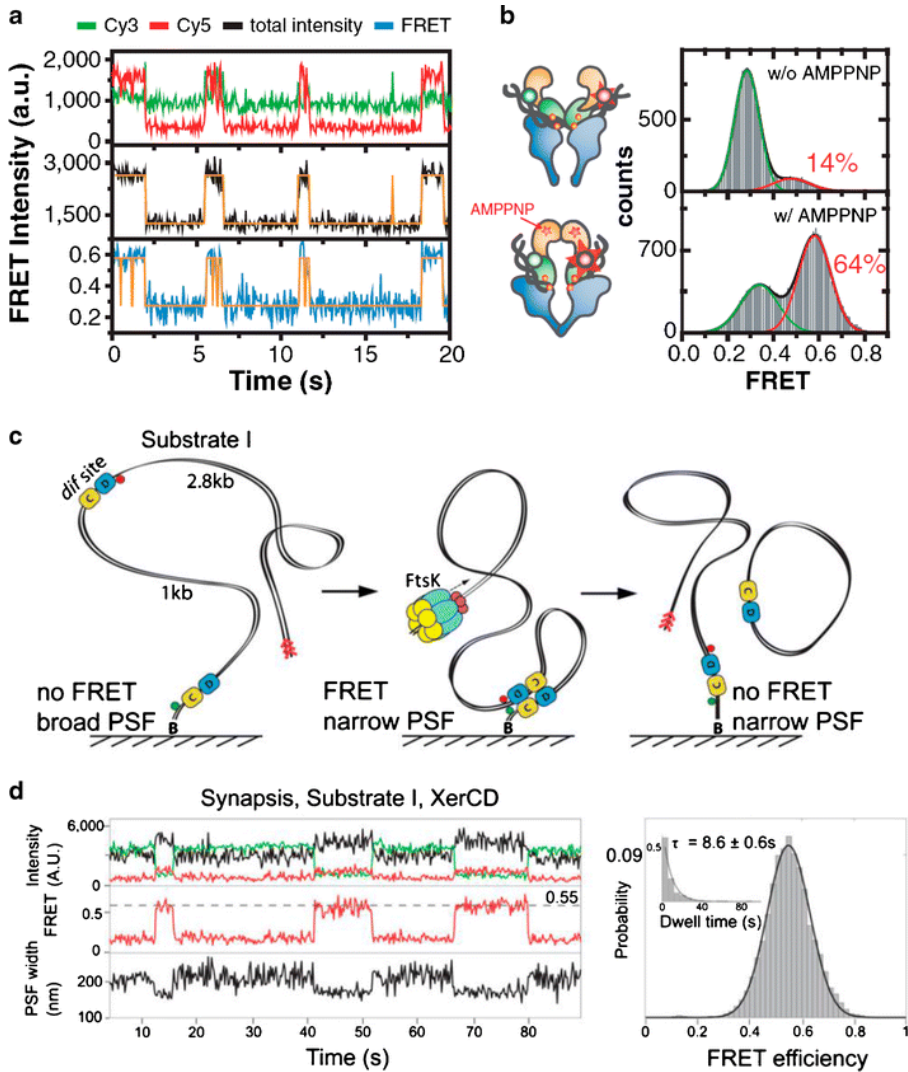 a
Cy3 Cy5 total intensity FRET
FRET Intensity (a.u.)
2,000
1,000
0
3,000
1,500
0.6
0.4
0.2
0 5 10 15 20
Time (s)
b
AMPPNP
counts
w/o AMPPNP
500
0
14%
w/ AMPPNP
700
0
64%
0.0 0.2 0.4 0.6 0.8
FRET
c
Substrate I
dif site
C D
2.8kb
1kb
C D
B
no FRET
broad PSF
FtsK
D C
C D
B
FRET
narrow PSF
C
D
D
C
B
no FRET
narrow PSF
d
Synapsis, Substrate I, XerCD
Intensity
(A.U.)
6,000
0
FRET
0.5
0
0.55
PSF width
(nm)
200
100
10 20 30 40 50 60 70 80
Time (s)
Probability
0.09
0.5
τ = 8.6 ± 0.6s
0 40 80
Dwell time (s)
0 0.2 0.4 0.6 0.8 1
FRET efficiency